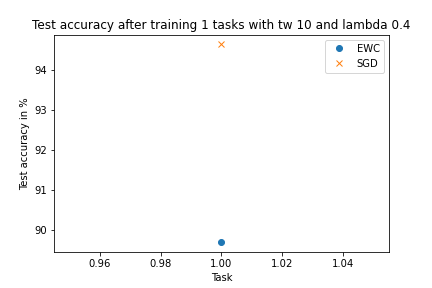 Test accuracy after training 1 tasks with tw 10 and lambda 0.4
EWC
SGD
94
93
92
91
90
Test accuracy in %
0.96 0.98 1.00 1.02 1.04
Task